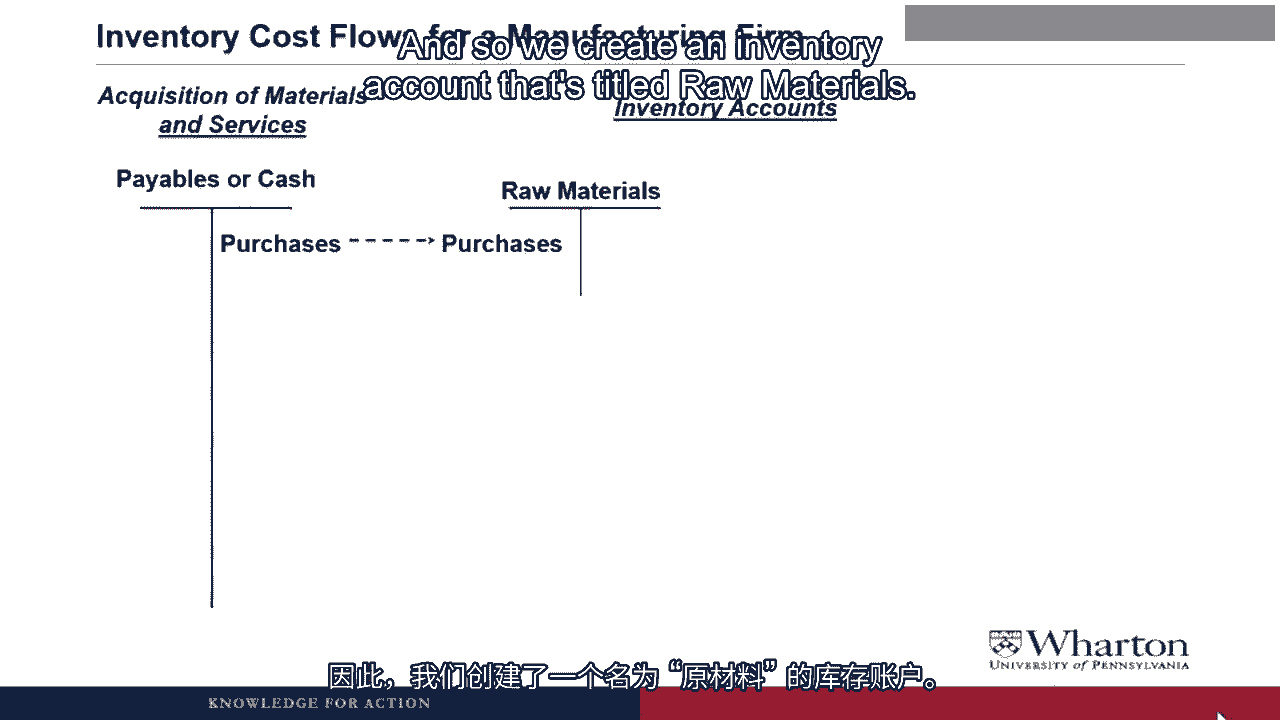 Inventory Cost Flows for a Manufacturing Firm
And so we create an inventory
account that's titled Raw Materials.
Acquisition of Materials
and Services
Inventory Accounts
Payables or Cash
Raw Materials
Purchases
Purchases
Wharton
UNIVERSITY of PENNSYLVANIA
因此，我们创建了一个名为“原材料”的库存账户。
KNOWLEDGE FOR ACTION